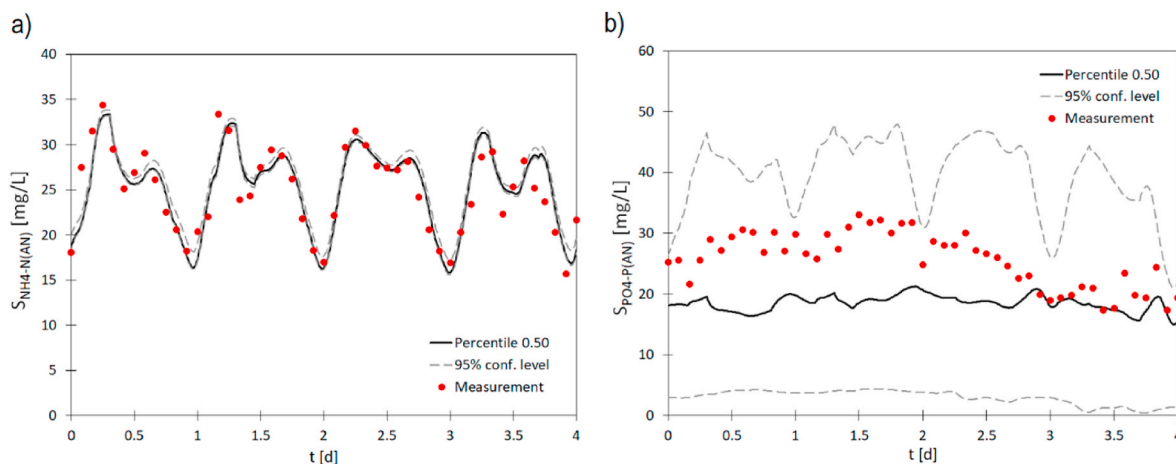 a)
S_NH4-N(AN) [mg/L]
40
35
30
25
20
15
10
5
0
Percentile 0.50
95% conf. level
Measurement
0 0.5 1 1.5 2 2.5 3 3.5 4
t [d]
b)
S_PO4-P(AN) [mg/L]
60
50
40
30
20
10
0
Percentile 0.50
95% conf. level
Measurement
0 0.5 1 1.5 2 2.5 3 3.5 4
t [d]